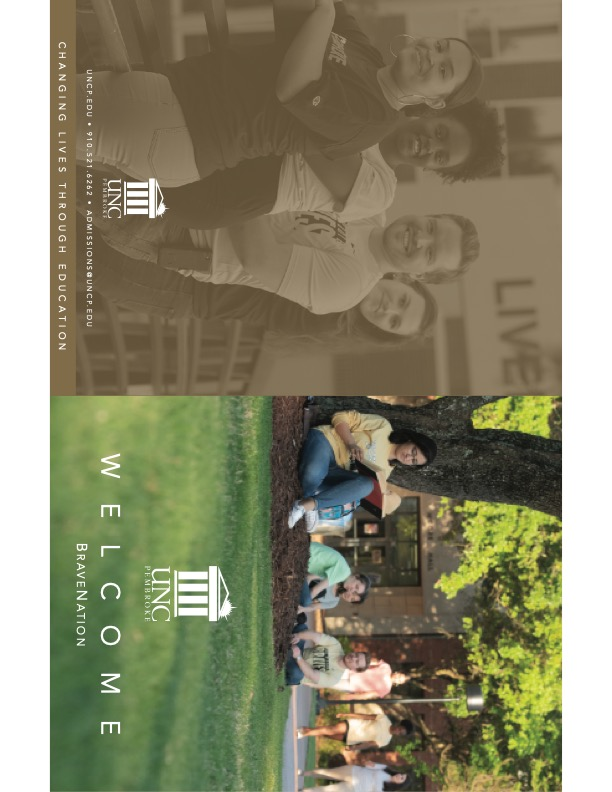 LIVE
UNC
PEMBROKE
UNCP.EDU • 910.521.6262 • ADMISSIONS@UNCP.EDU
CHANGING LIVES THROUGH EDUCATION
UNC
PEMBROKE
WELCOME
BRAVENATION